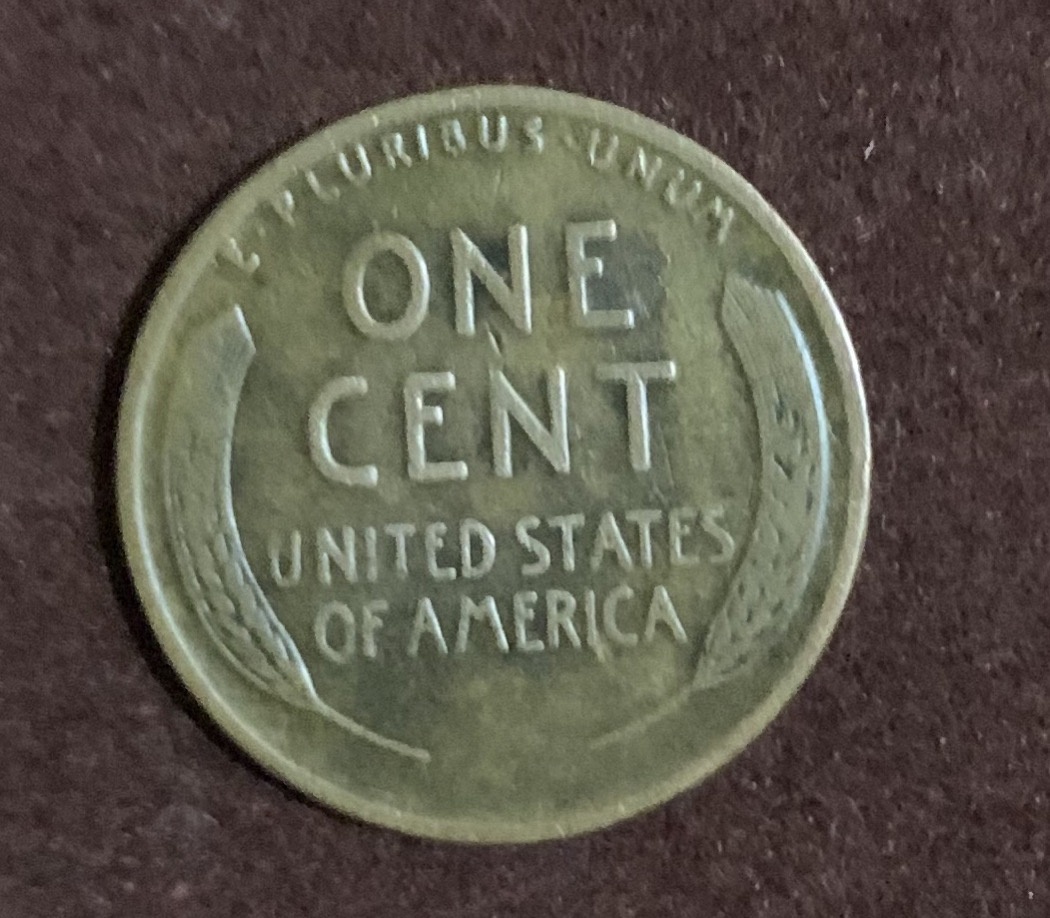 E·PLURIBUS·UNUM
ONE
CENT
UNITED STATES
OF AMERICA